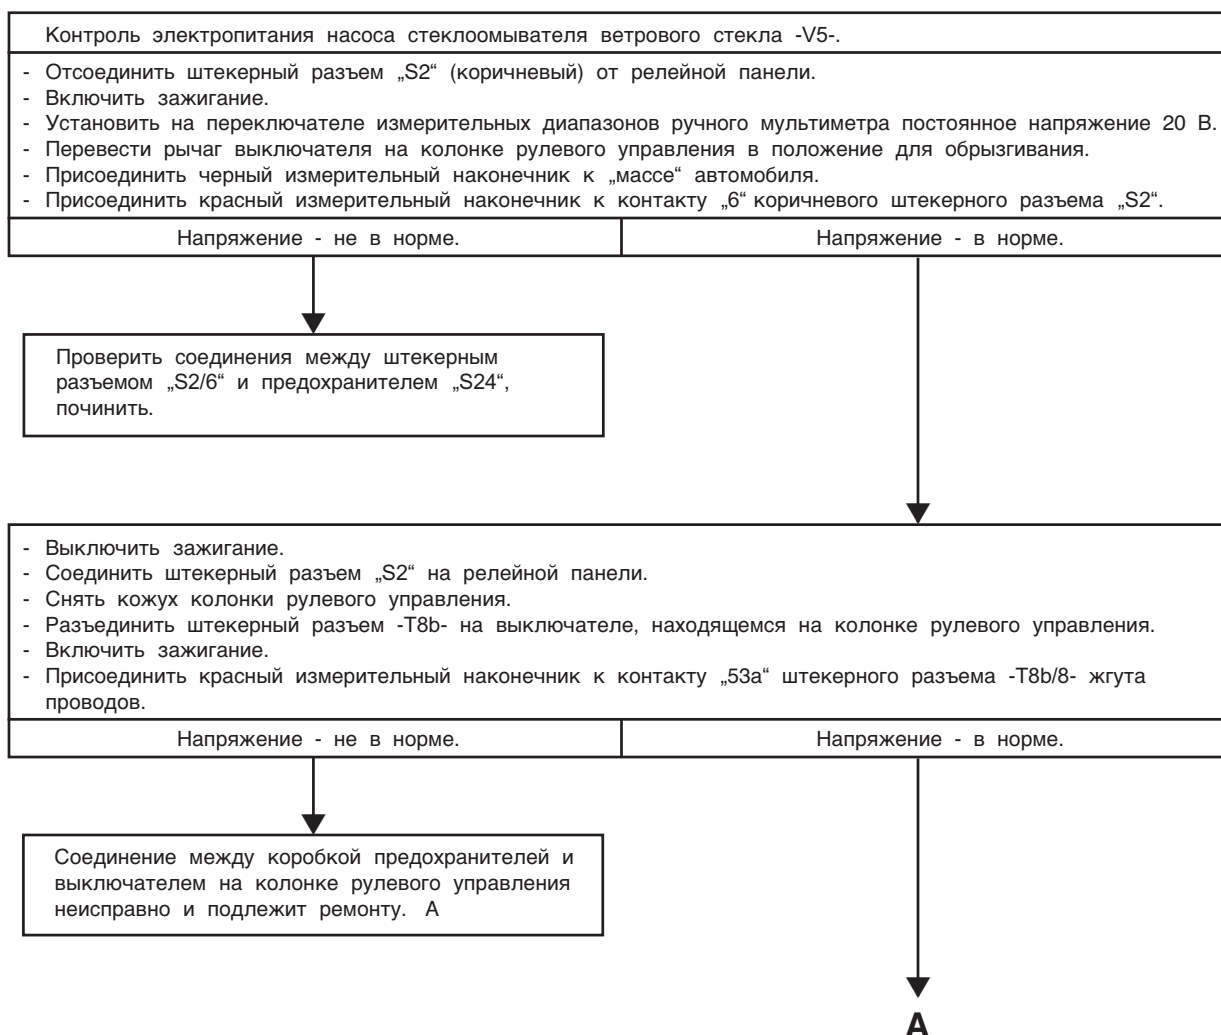 Контроль электропитания насоса стеклоомывателя ветрового стекла -V5-.
- Отсоединить штекерный разъем „S2“ (коричневый) от релейной панели.
- Включить зажигание.
- Установить на переключателе измерительных диапазонов ручного мультиметра постоянное напряжение 20 В.
- Перевести рычаг выключателя на колонке рулевого управления в положение для обрызгивания.
- Присоединить черный измерительный наконечник к „массе“ автомобиля.
- Присоединить красный измерительный наконечник к контакту „6“ коричневого штекерного разъема „S2“.
Напряжение - не в норме.
Напряжение - в норме.
Проверить соединения между штекерным
разъемом „S2/6“ и предохранителем „S24“,
починить.
- Выключить зажигание.
- Соединить штекерный разъем „S2“ на релейной панели.
- Снять кожух колонки рулевого управления.
- Разъединить штекерный разъем -T8b- на выключателе, находящемся на колонке рулевого управления.
- Включить зажигание.
- Присоединить красный измерительный наконечник к контакту „53a“ штекерного разъема -T8b/8- жгута
проводов.
Напряжение - не в норме.
Напряжение - в норме.
Соединение между коробкой предохранителей и
выключателем на колонке рулевого управления
неисправно и подлежит ремонту. А
А